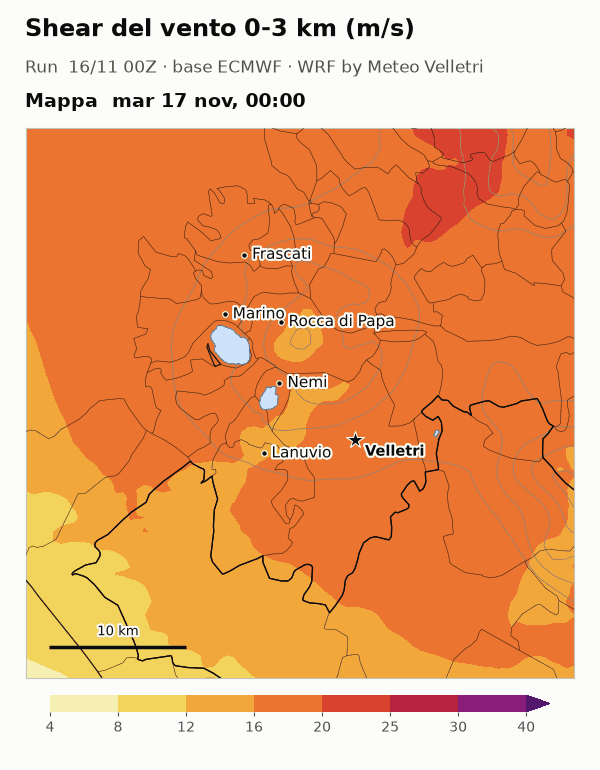 Shear del vento 0-3 km (m/s)
Run 16/11 00Z · base ECMWF · WRF by Meteo Velletri
Mappa mar 17 nov, 00:00
Frascati
Marino
Rocca di Papa
Nemi
Velletri
Lanuvio
10 km
4 8 12 16 20 25 30 40